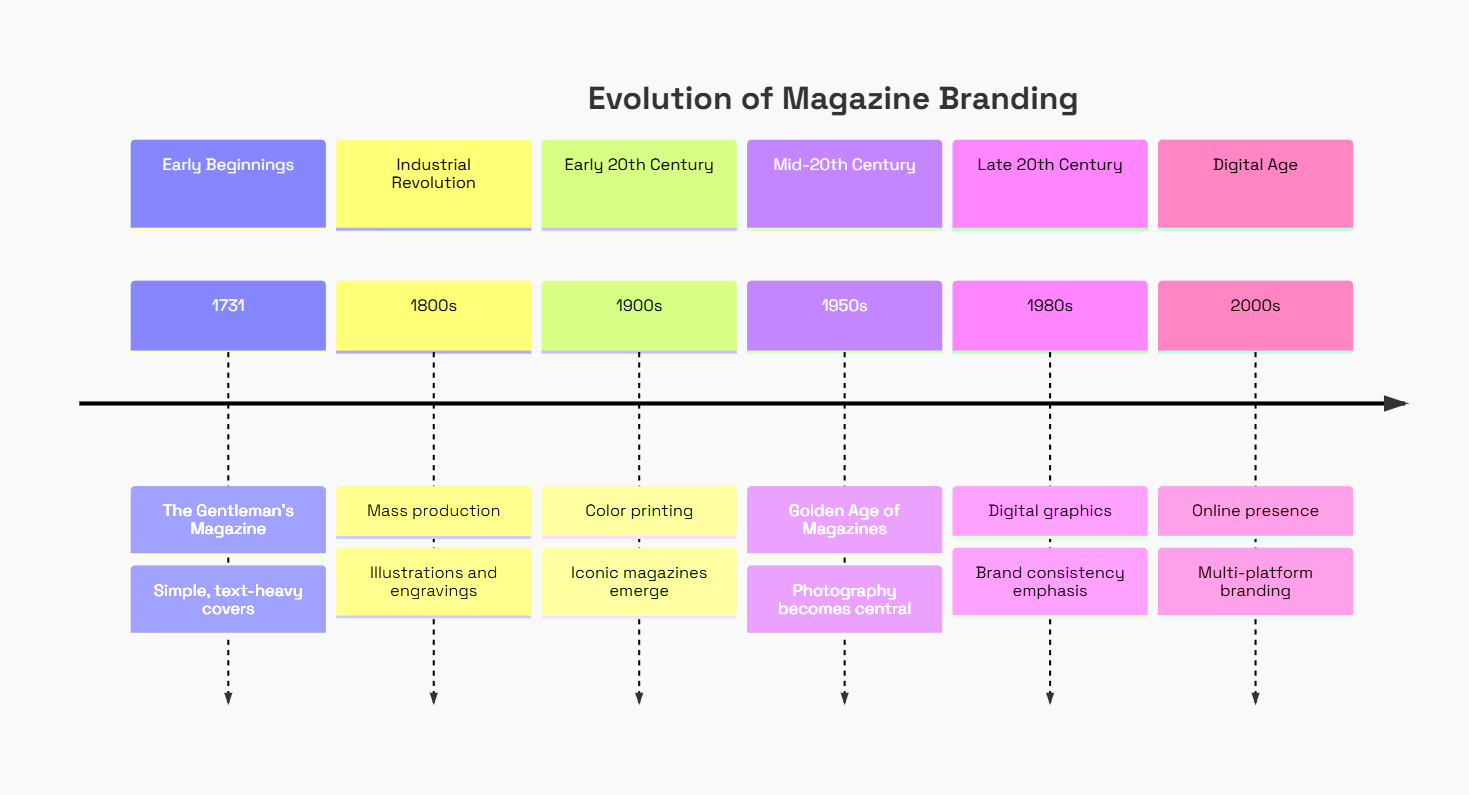 Evolution of Magazine Branding
Early Beginnings
Industrial
Revolution
Early 20th Century
Mid-20th Century
Late 20th Century
Digital Age
1731
1800s
1900s
1950s
1980s
2000s
The Gentleman's
Magazine
Simple, text-heavy
covers
Mass production
Illustrations and
engravings
Color printing
Iconic magazines
emerge
Golden Age of
Magazines
Photography
becomes central
Digital graphics
Brand consistency
emphasis
Online presence
Multi-platform
branding